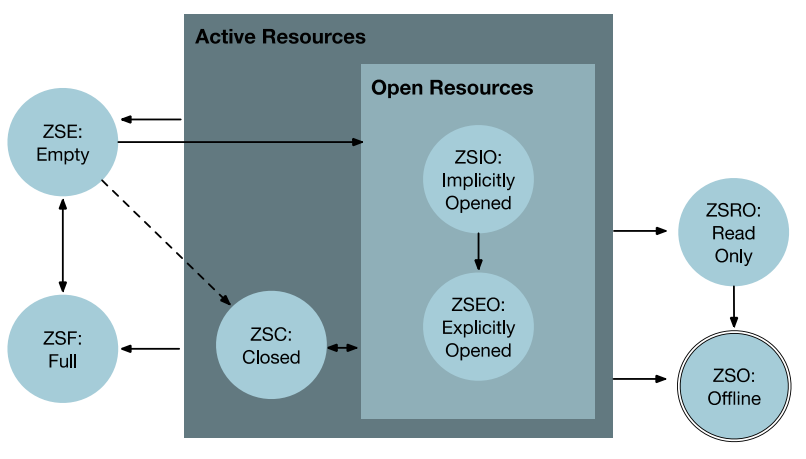 Active Resources
Open Resources
ZSE:
Empty
ZSIO:
Implicitly
Opened
ZSRO:
Read
Only
ZSEO:
Explicitly
Opened
ZSF:
Full
ZSC:
Closed
ZSO:
Offline